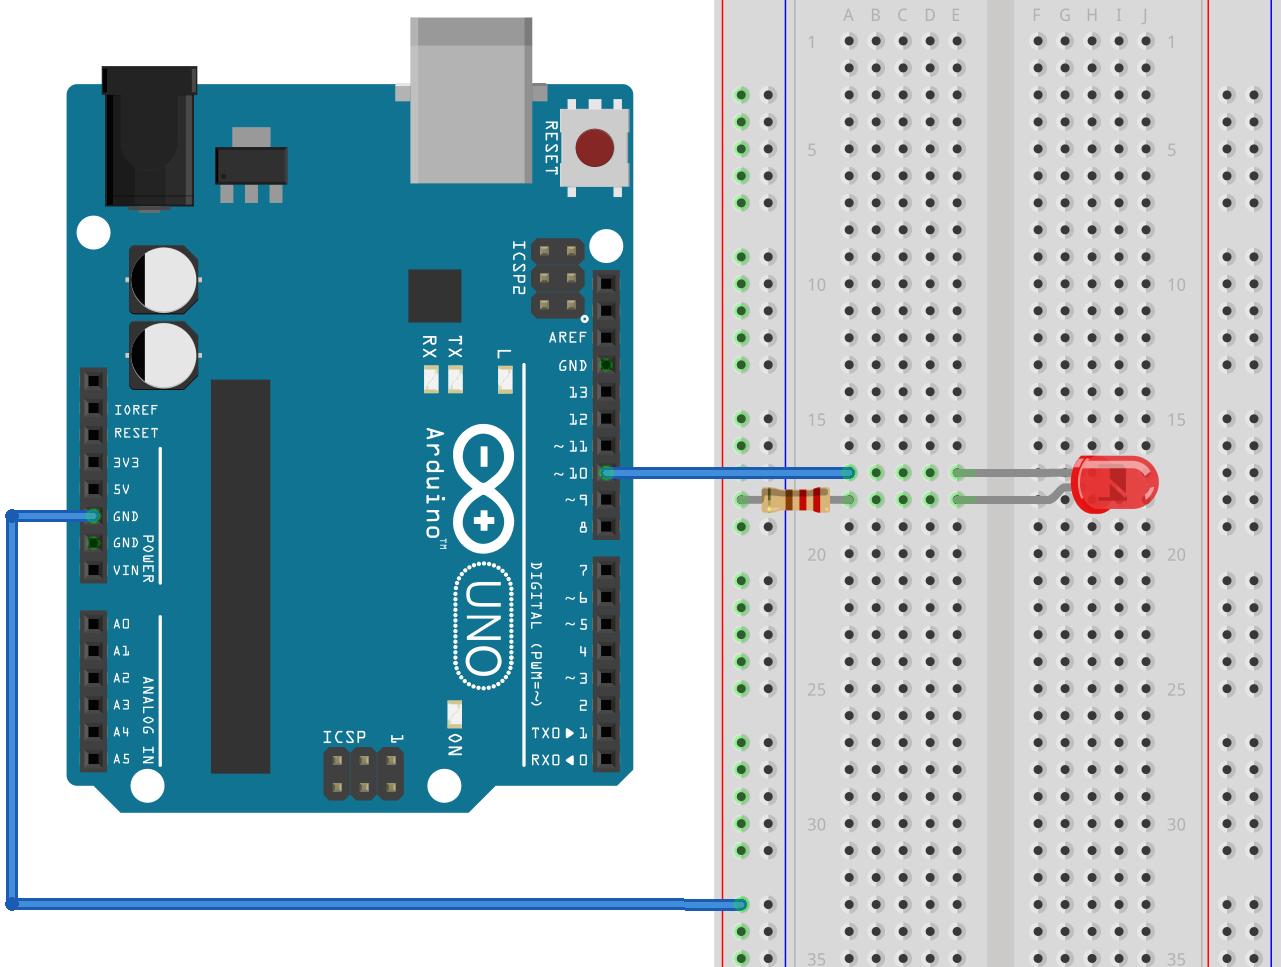 A B C D E F G H I J
1 1
5 5
10 10
15 15
20 20
25 25
30 30
35 35
RESET
ICSP2
RX
TX
L
AREF
GND
13
12
~11
~10
~9
8
7
~6
~5
4
~3
2
TX0▶1
RX0◀0
DIGITAL (PWM=~)
Arduino™
UNO
IOREF
RESET
3V3
5V
GND
GND
VIN
POWER
A0
A1
A2
A3
A4
A5
ANALOG IN
ICSP
1
ON